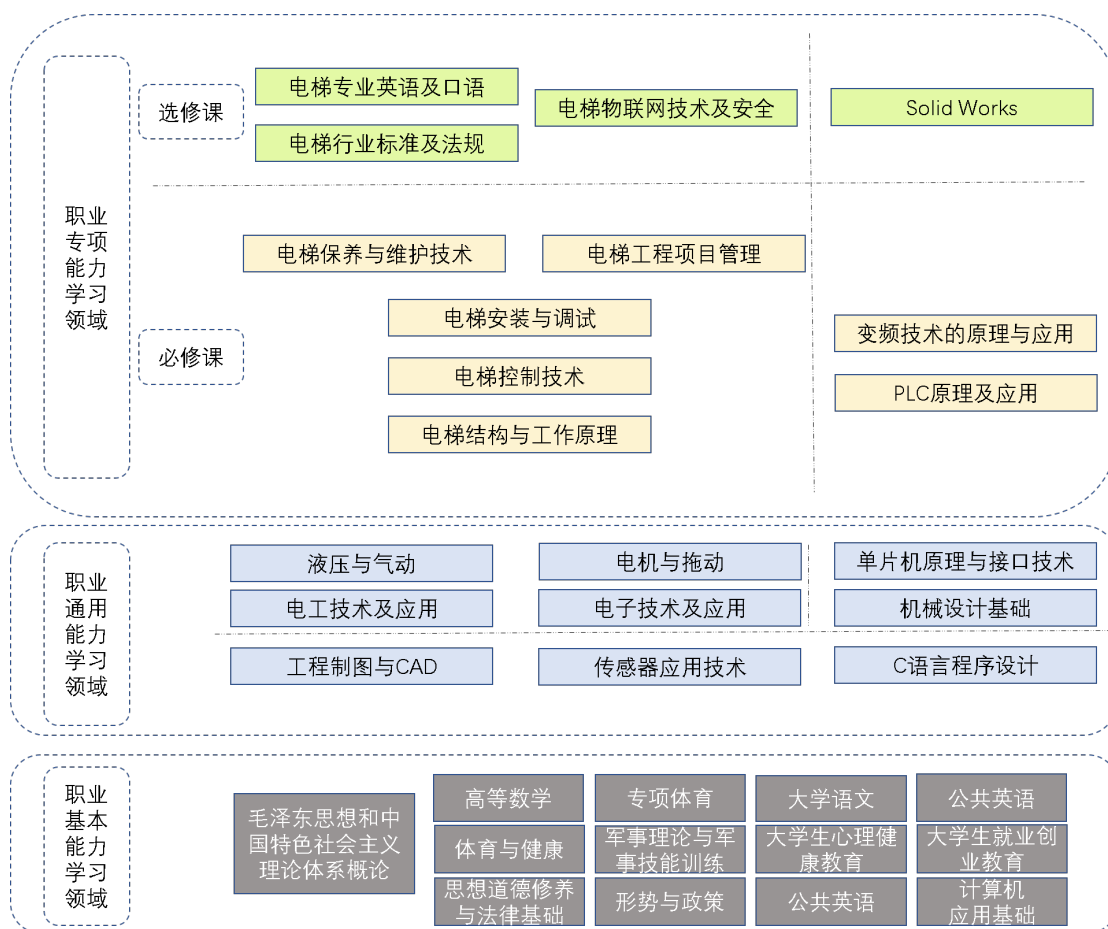 职业
专项
能力
学习
领域
选修课
电梯专业英语及口语
电梯行业标准及法规
电梯物联网技术及安全
Solid Works
必修课
电梯保养与维护技术
电梯工程项目管理
电梯安装与调试
电梯控制技术
电梯结构与工作原理
变频技术的原理与应用
PLC原理及应用
职业
通用
能力
学习
领域
液压与气动
电机与拖动
单片机原理与接口技术
电工技术及应用
电子技术及应用
机械设计基础
工程制图与CAD
传感器应用技术
C语言程序设计
职业
基本
能力
学习
领域
毛泽东思想和中
国特色社会主义
理论体系概论
高等数学
专项体育
大学语文
公共英语
体育与健康
军事理论与军
事技能训练
大学生心理健
康教育
大学生就业创
业教育
思想道德修养
与法律基础
形势与政策
公共英语
计算机
应用基础